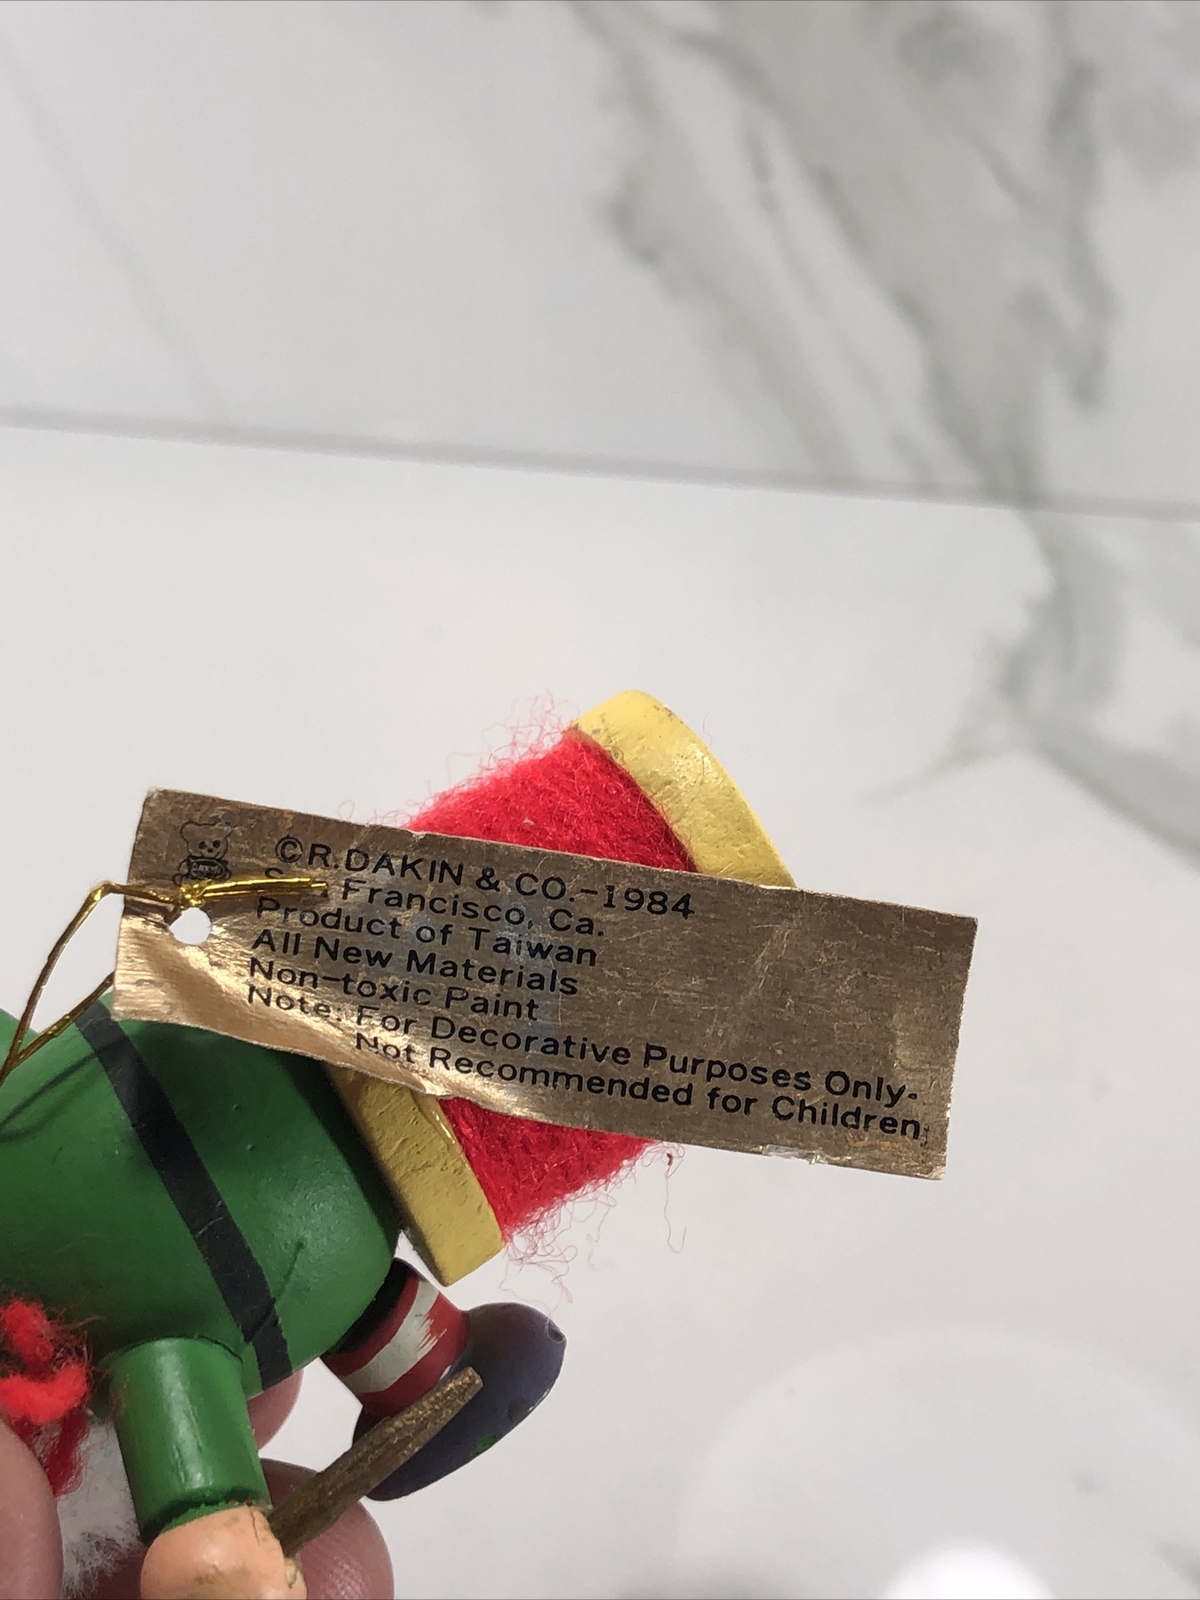 ©R.DAKIN & CO.-1984
Francisco, Ca.
Product of Taiwan
All New Materials
Non-toxic Paint
Note: For Decorative Purposes Only.
Not Recommended for Children.